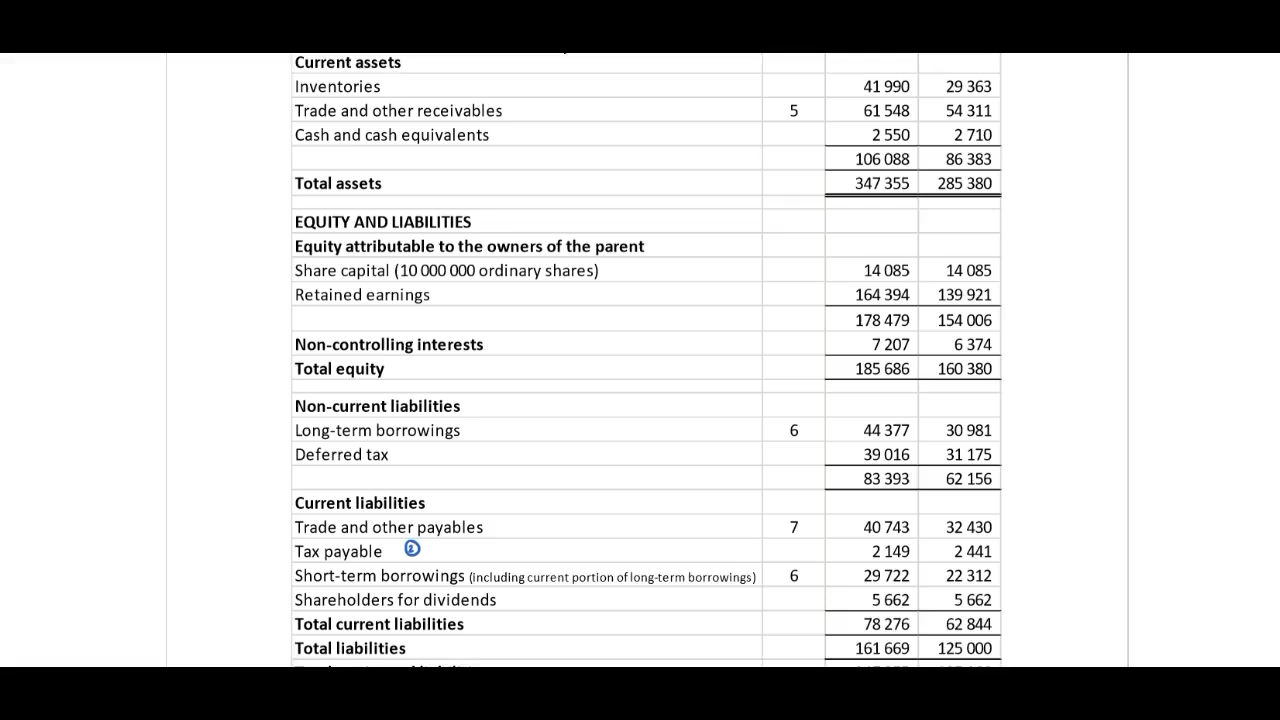 Current assets
Inventories 41 990 29 363
Trade and other receivables 5 61 548 54 311
Cash and cash equivalents 2 550 2 710
106 088 86 383
Total assets 347 355 285 380
EQUITY AND LIABILITIES
Equity attributable to the owners of the parent
Share capital (10 000 000 ordinary shares) 14 085 14 085
Retained earnings 164 394 139 921
178 479 154 006
Non-controlling interests 7 207 6 374
Total equity 185 686 160 380
Non-current liabilities
Long-term borrowings 6 44 377 30 981
Deferred tax 39 016 31 175
83 393 62 156
Current liabilities
Trade and other payables 7 40 743 32 430
Tax payable 2 2 149 2 441
Short-term borrowings (including current portion of long-term borrowings) 6 29 722 22 312
Shareholders for dividends 5 662 5 662
Total current liabilities 78 276 62 844
Total liabilities 161 669 125 000